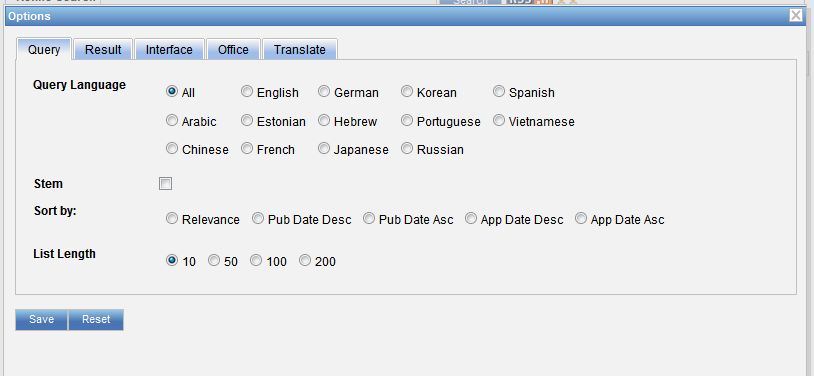 Search
Options
Query Result Interface Office Translate
Query Language All English German Korean Spanish
Arabic Estonian Hebrew Portuguese Vietnamese
Chinese French Japanese Russian
Stem
Sort by: Relevance Pub Date Desc Pub Date Asc App Date Desc App Date Asc
List Length 10 50 100 200
Save Reset